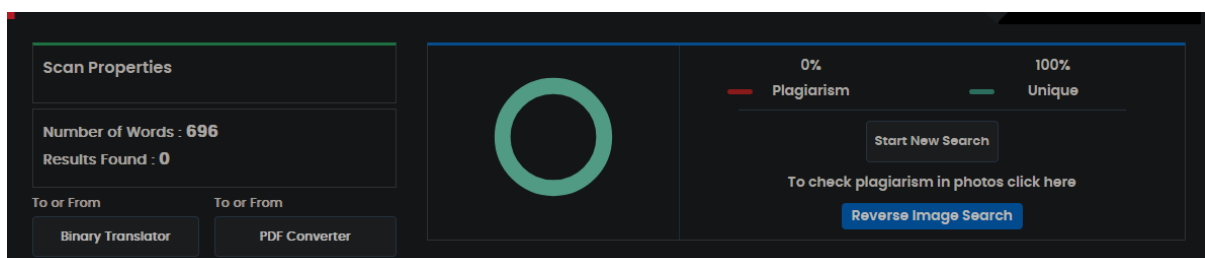 Scan Properties
Number of Words : 696
Results Found : 0
To or From
To or From
Binary Translator
PDF Converter
0%
100%
Plagiarism
Unique
Start New Search
To check plagiarism in photos click here
Reverse Image Search